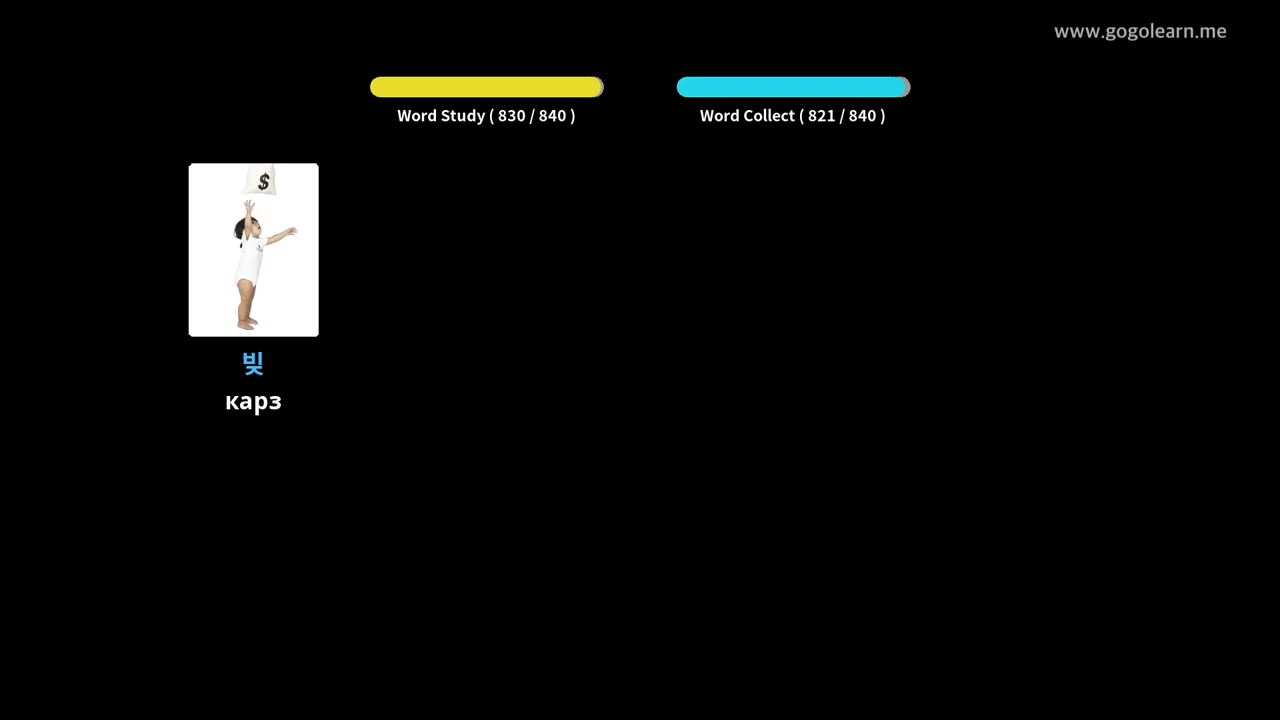 www.gogolearn.me
Word Study ( 830 / 840 )
Word Collect ( 821 / 840 )
$
빚
карз